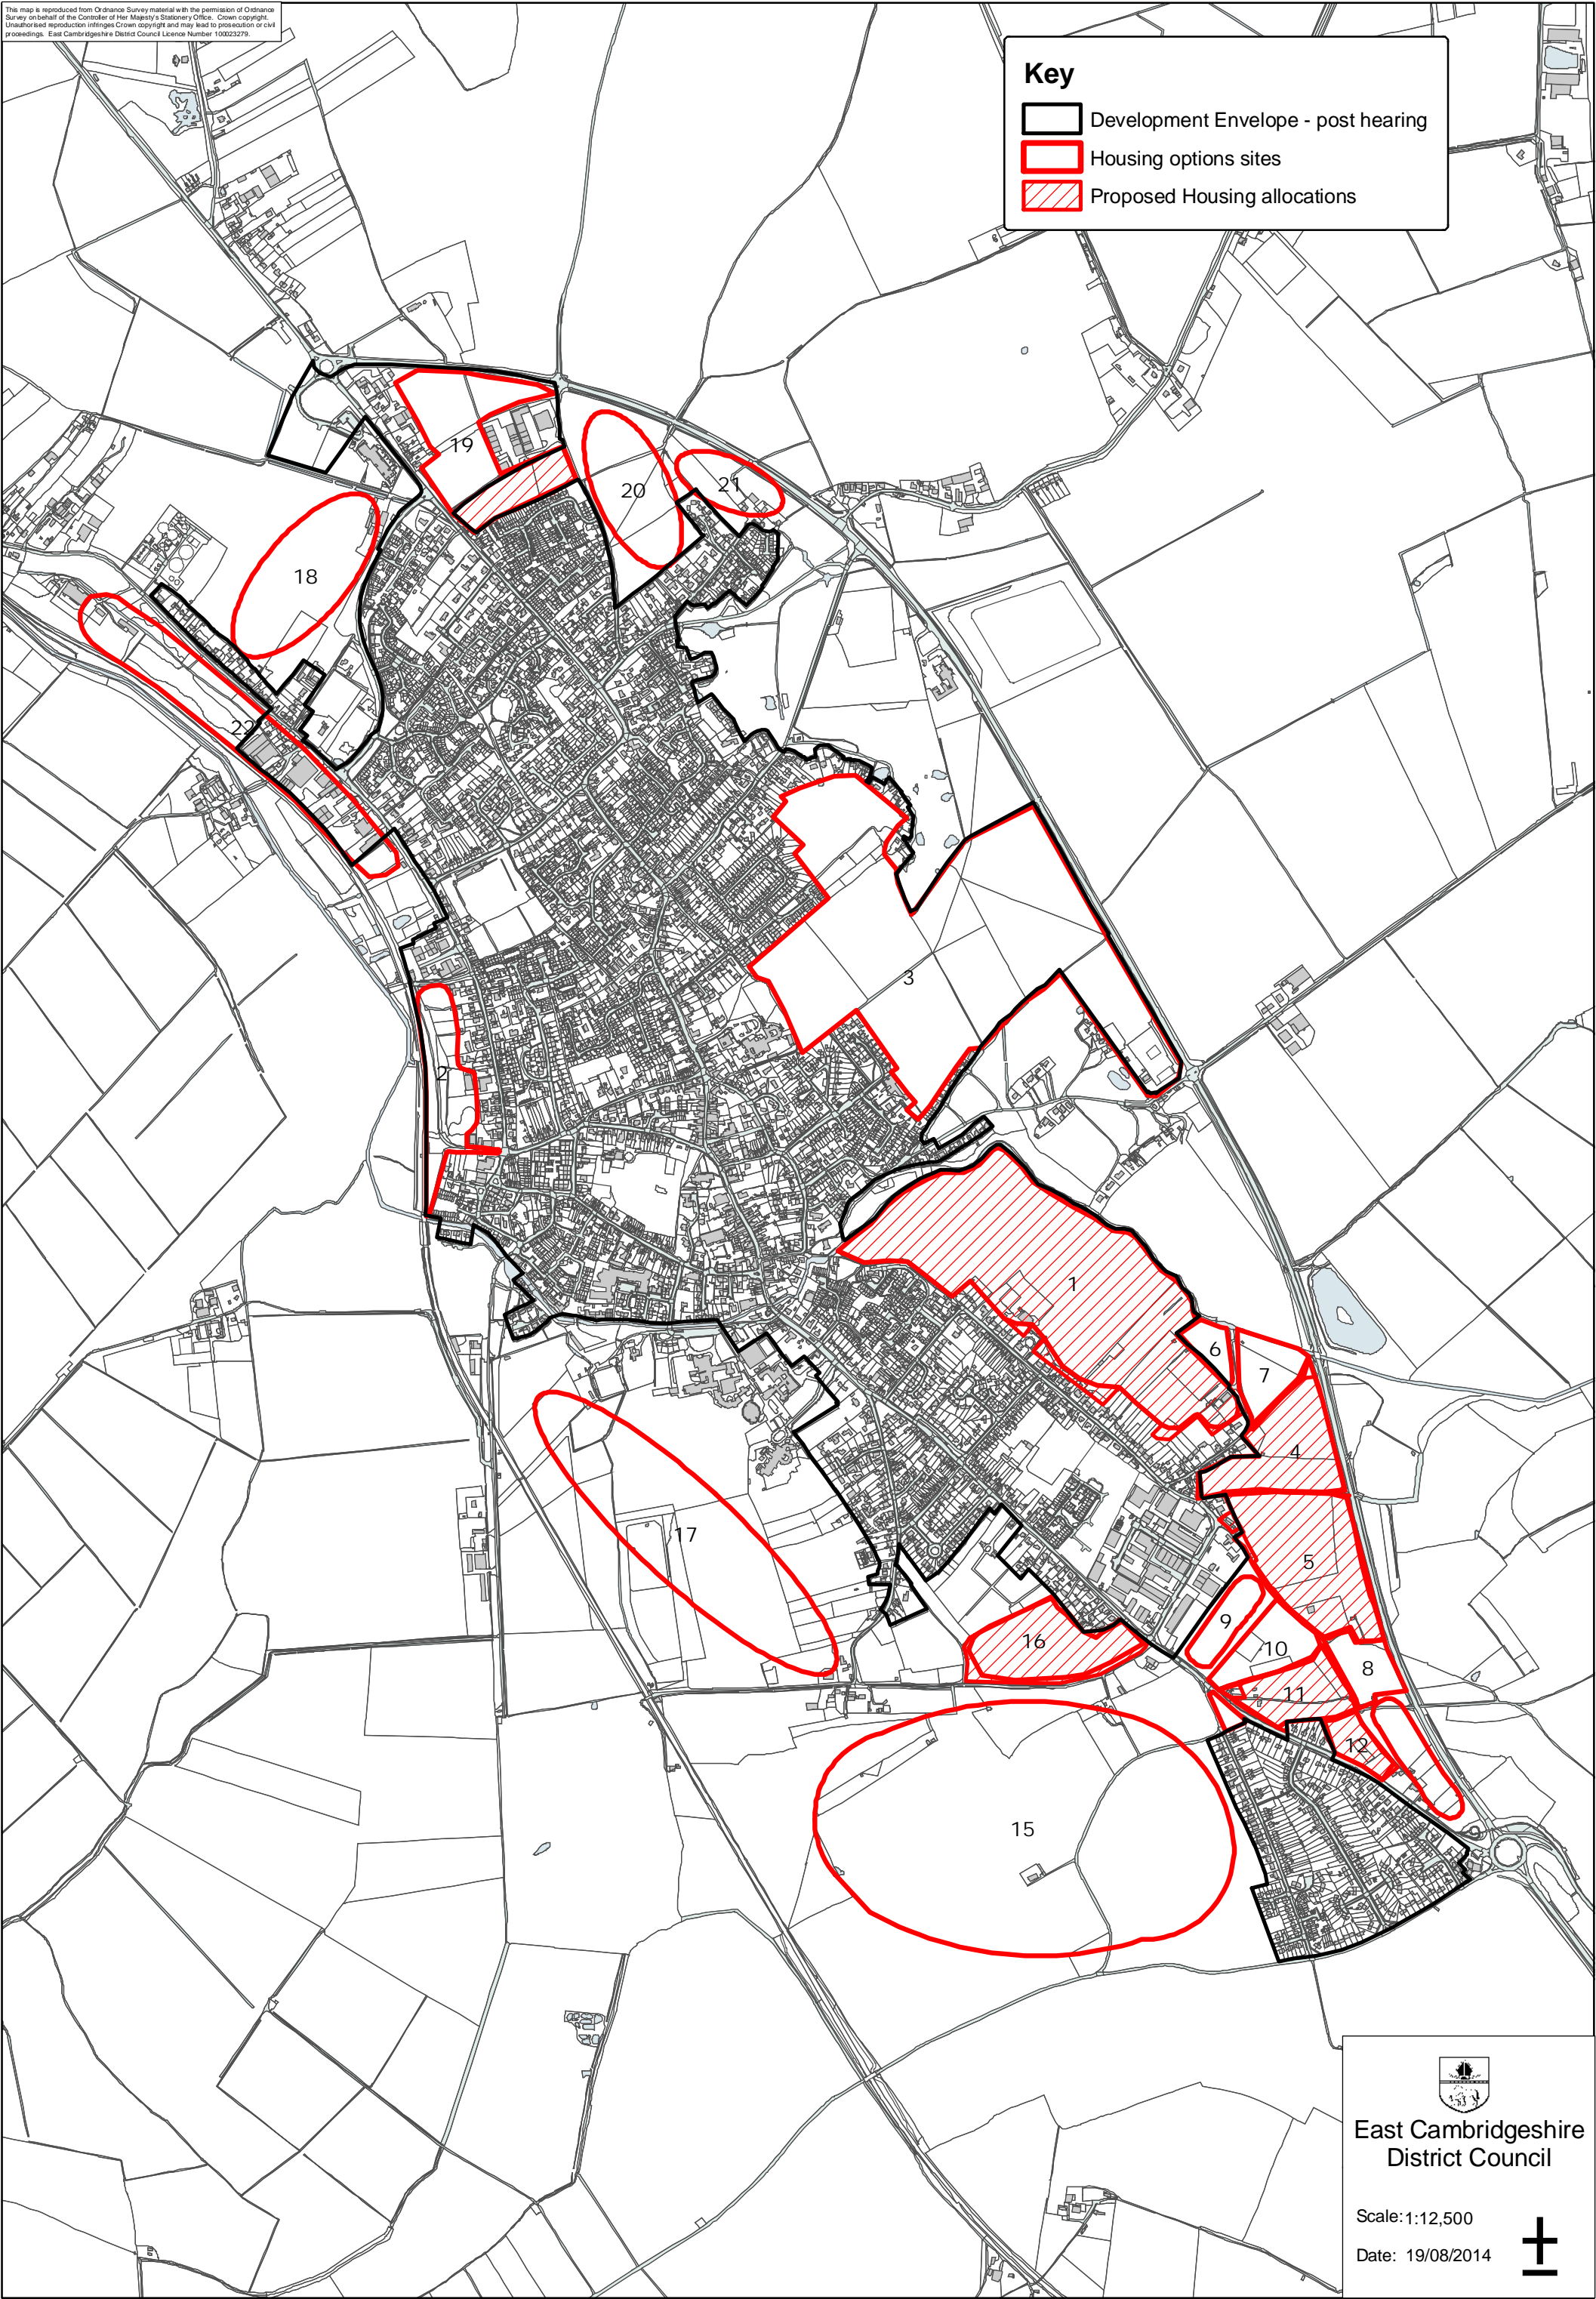 This map is reproduced from Ordnance Survey material with the permission of Ordnance
Survey on behalf of the Controller of Her Majesty's Stationery Office. Crown copyright.
Unauthorised reproduction infringes Crown copyright and may lead to prosecution or civil
proceedings. East Cambridgeshire District Council Licence Number 100023279.
Key
Development Envelope - post hearing
Housing options sites
Proposed Housing allocations
19
20
21
18
22
3
2
1
6
7
4
17
5
9
16
10
8
11
12
15
East Cambridgeshire
District Council
Scale: 1:12,500
Date: 19/08/2014